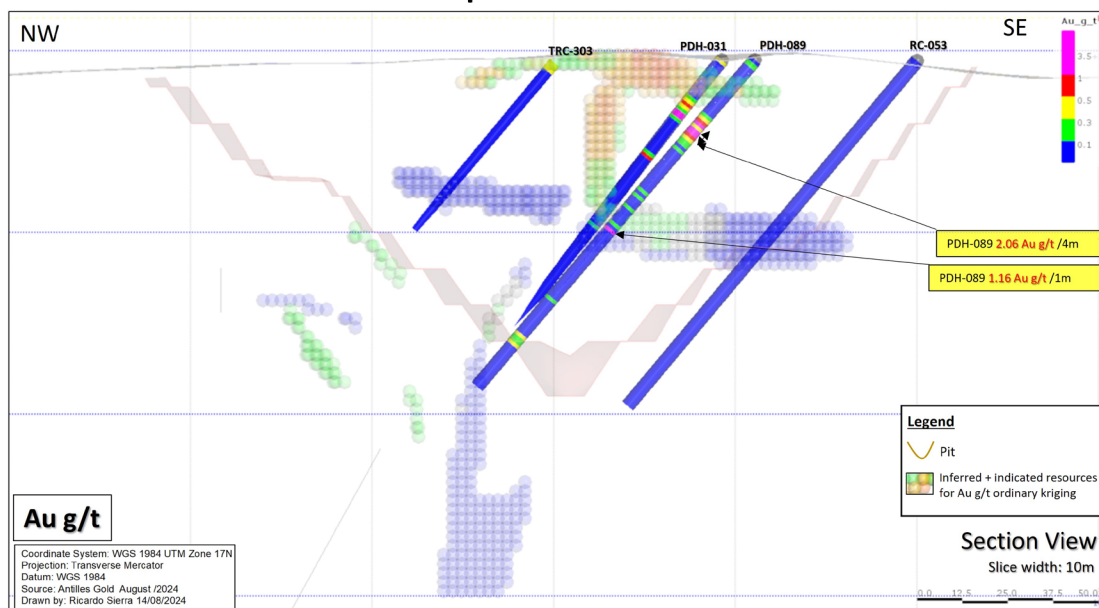 NW
SE
TRC-303
PDH-031
PDH-089
RC-053
Au_g_t
3.5
1
0.5
0.3
0.1
PDH-089 2.06 Au g/t /4m
PDH-089 1.16 Au g/t /1m
Legend
Pit
Inferred + indicated resources
for Au g/t ordinary kriging
Au g/t
Coordinate System: WGS 1984 UTM Zone 17N
Projection: Transverse Mercator
Datum: WGS 1984
Source: Antilles Gold August /2024
Drawn by: Ricardo Sierra 14/08/2024
Section View
Slice width: 10m
0.0 12.5 25.0 37.5 50.0